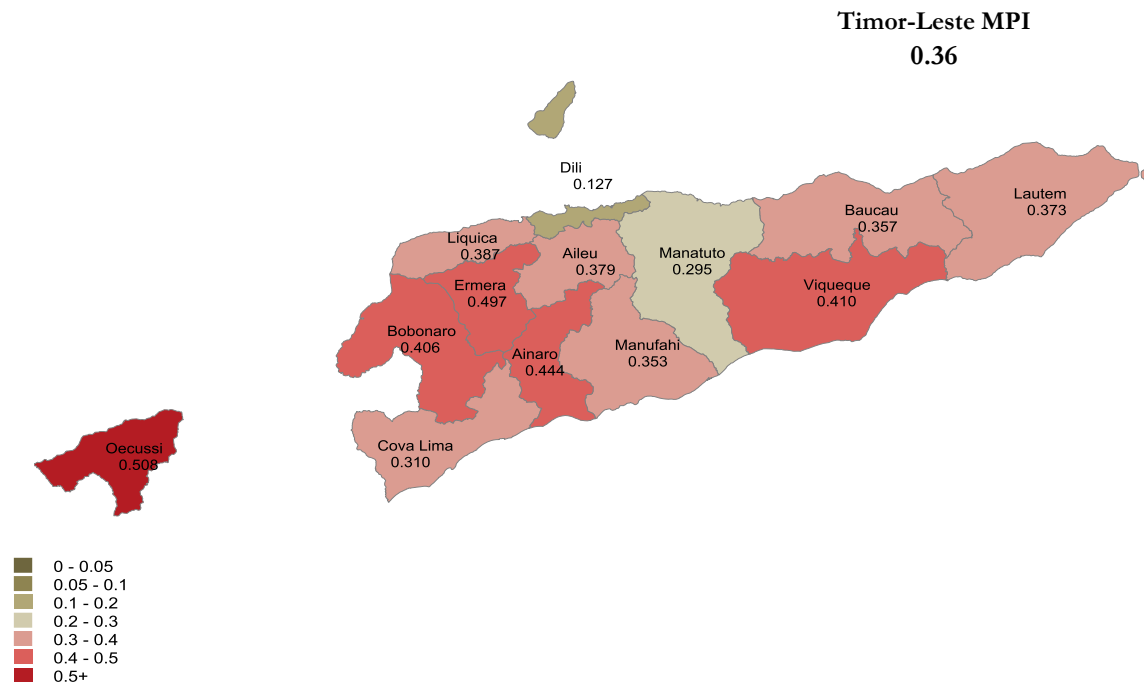 Timor-Leste MPI
0.36
Dili
0.127
Lautem
0.373
Baucau
0.357
Liquica
0.387
Aileu
0.379
Manatuto
0.295
Ermera
0.497
Viqueque
0.410
Bobonaro
0.406
Ainaro
0.444
Manufahi
0.353
Cova Lima
0.310
Oecussi
0.508
0 - 0.05
0.05 - 0.1
0.1 - 0.2
0.2 - 0.3
0.3 - 0.4
0.4 - 0.5
0.5+